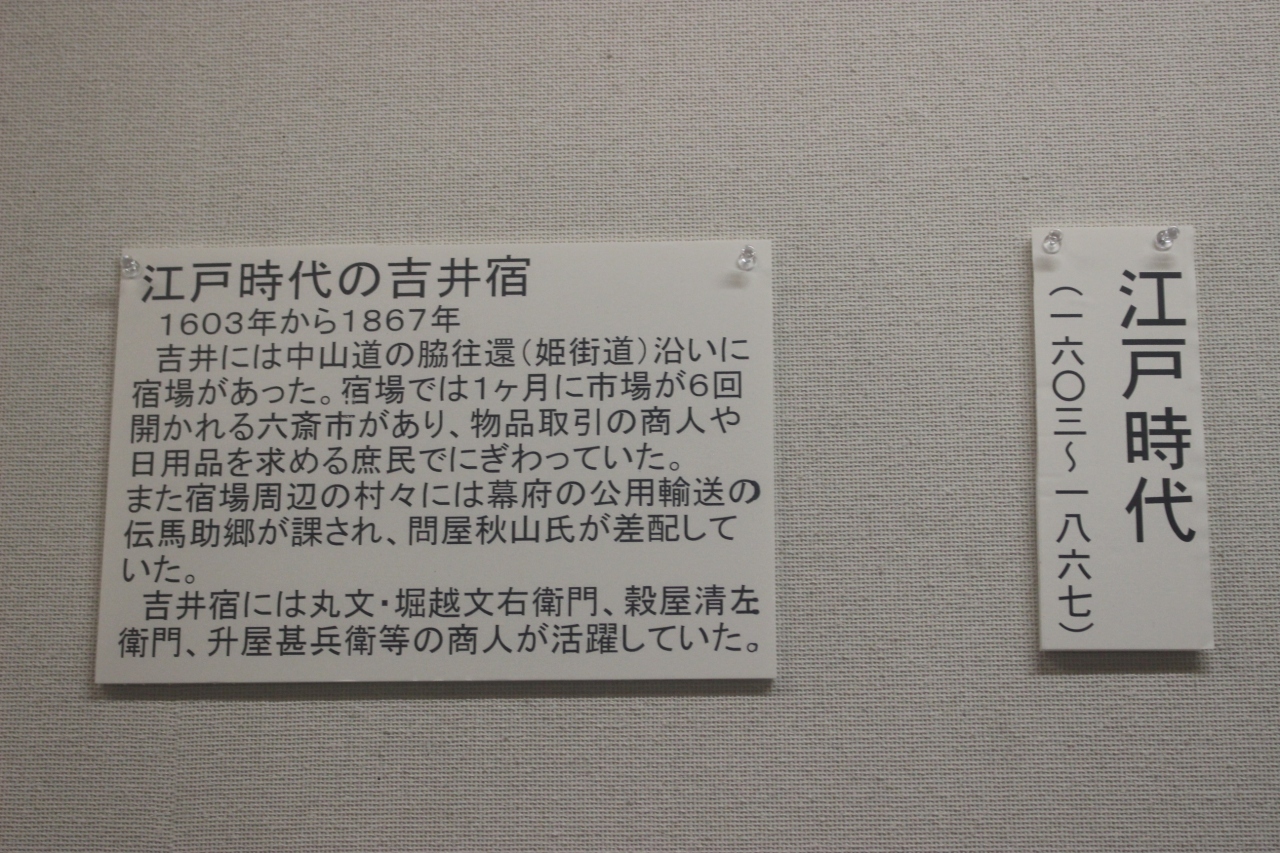 江戸時代の吉井宿
1603年から1867年
吉井には中山道の脇往還（姫街道）沿いに
宿場があった。宿場では1ヶ月に市場が6回
開かれる六斎市があり、物品取引の商人や
日用品を求める庶民でにぎわっていた。
また宿場周辺の村々には幕府の公用輸送の
伝馬助郷が課され、問屋秋山氏が差配して
いた。
吉井宿には丸文・堀越文右衛門、穀屋清左
衛門、升屋甚兵衛等の商人が活躍していた。
江戸時代
（一六〇三～一八六七）